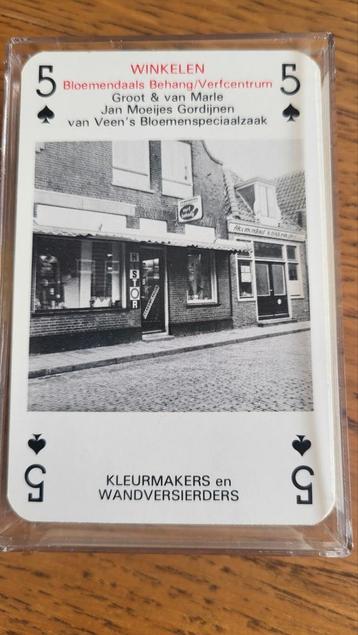 5 5
WINKELEN
Bloemendaals Behang/Verfcentrum
Groot & van Marle
Jan Moeijes Gordijnen
van Veen's Bloemenspeciaalzaak
HISTOR
KLEURMAKERS en
WANDVERSIERDERS
5 5